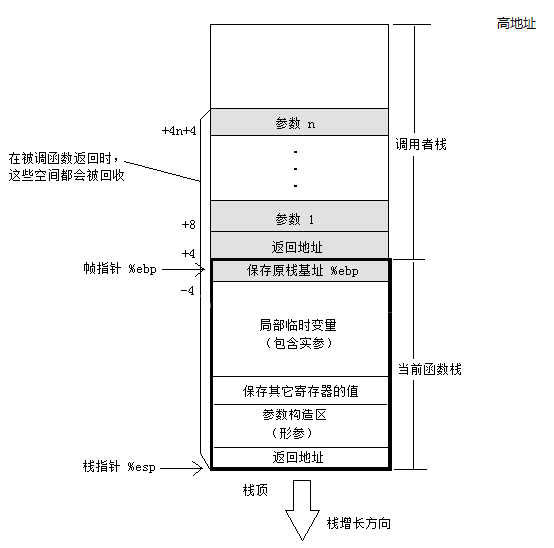 高地址
+4n+4
参数 n
调用者栈
在被调函数返回时，
这些空间都会被回收
+8
参数 1
+4
返回地址
帧指针 %ebp
保存原栈基址 %ebp
-4
局部临时变量
(包含实参)
当前函数栈
保存其它寄存器的值
参数构造区
(形参)
返回地址
栈指针 %esp
栈顶
栈增长方向